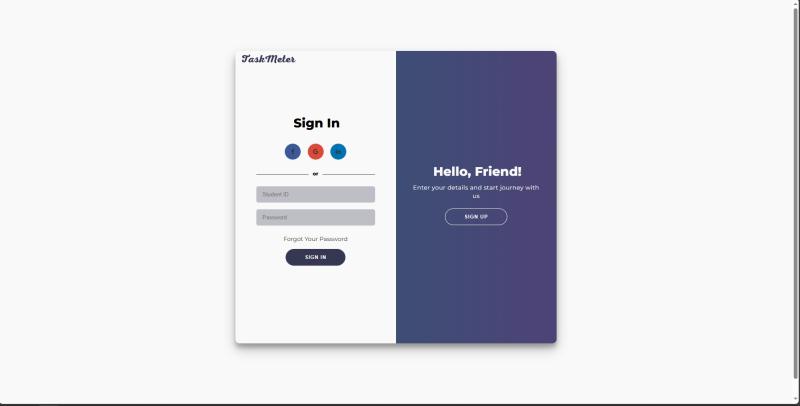 TaskMeter
Sign In
f
G
in
or
Student ID
Password
Forgot Your Password
SIGN IN
Hello, Friend!
Enter your details and start journey with
us
SIGN UP